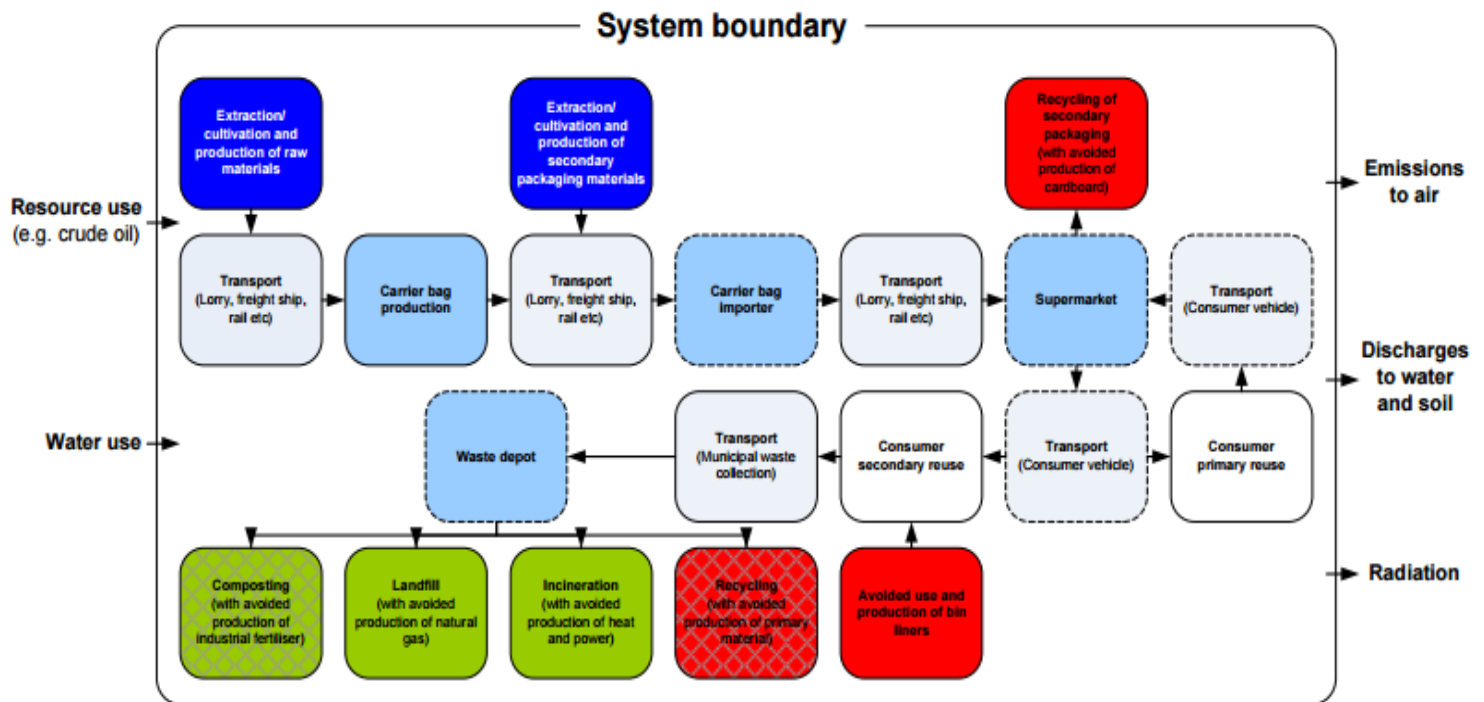 System boundary
Extraction/
cultivation and
production of raw
materials
Extraction/
cultivation and
production of
secondary
packaging materials
Recycling of
secondary
packaging
(with avoided
production of
cardboard)
Resource use
(e.g. crude oil)
Emissions
to air
Transport
(Lorry, freight ship,
rail etc)
Carrier bag
production
Transport
(Lorry, freight ship,
rail etc)
Carrier bag
importer
Transport
(Lorry, freight ship,
rail etc)
Supermarket
Transport
(Consumer vehicle)
Discharges
to water
and soil
Water use
Waste depot
Transport
(Municipal waste
collection)
Consumer
secondary reuse
Transport
(Consumer vehicle)
Consumer
primary reuse
Composting
(with avoided
production of
industrial fertiliser)
Landfill
(with avoided
production of natural
gas)
Incineration
(with avoided
production of heat
and power)
Recycling
(with avoided
production of primary
material)
Avoided use and
production of bin
liners
Radiation